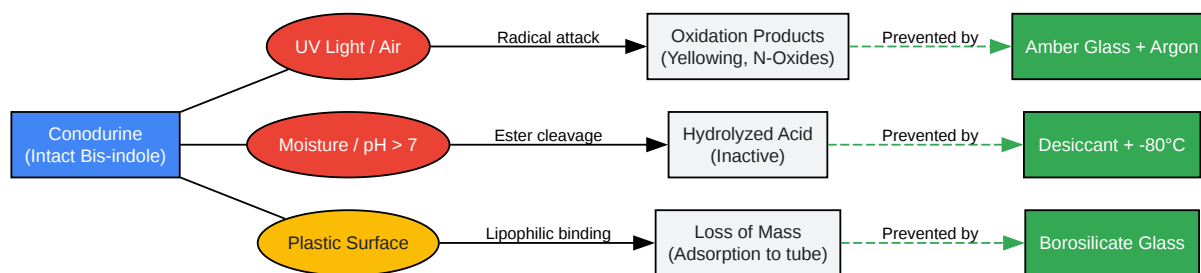 UV Light / Air
Radical attack
Oxidation Products
(Yellowing, N-Oxides)
Prevented by
Amber Glass + Argon
Conodurine
(Intact Bis-indole)
Moisture / pH > 7
Ester cleavage
Hydrolyzed Acid
(Inactive)
Prevented by
Desiccant + -80°C
Plastic Surface
Lipophilic binding
Loss of Mass
(Adsorption to tube)
Prevented by
Borosilicate Glass